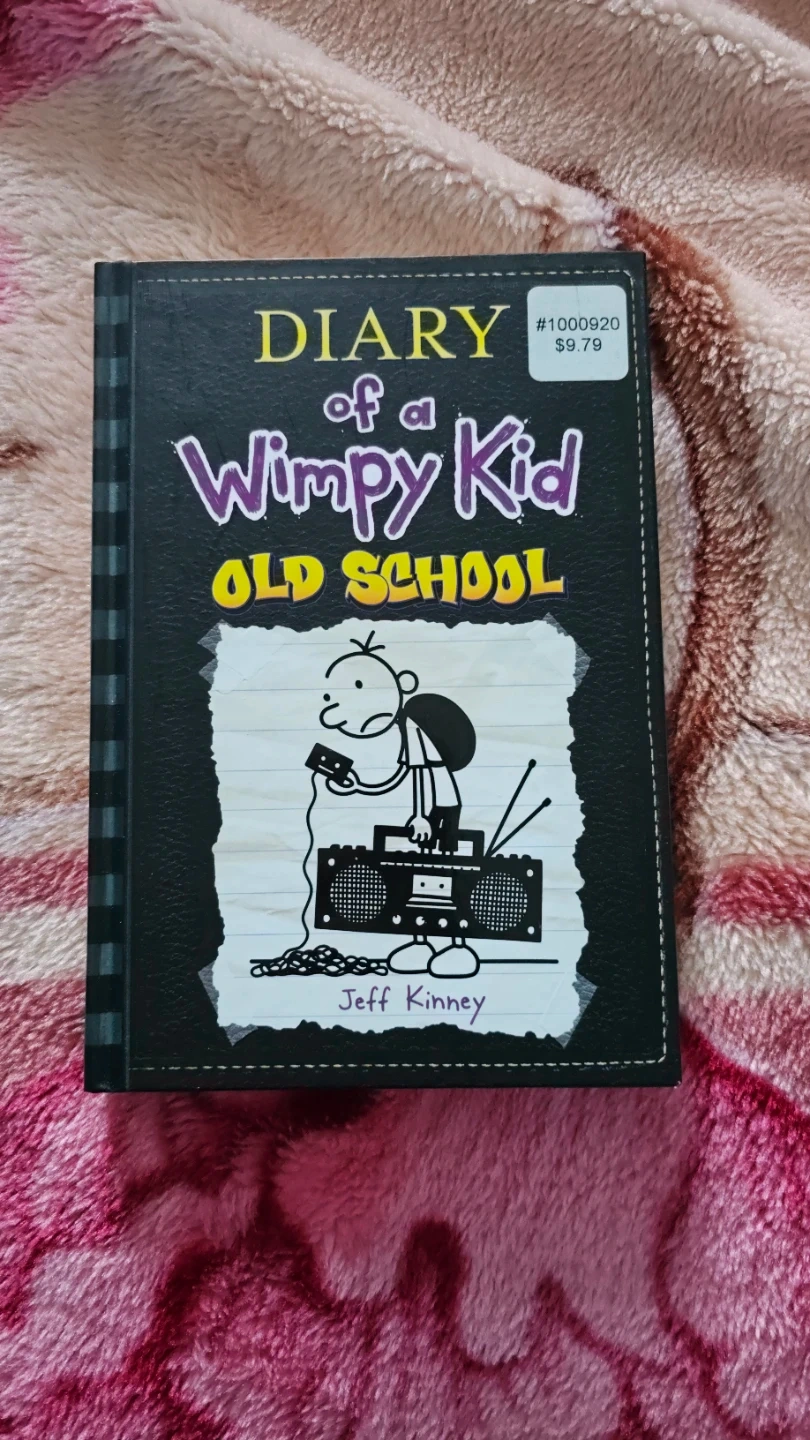 DIARY
#1000920
$9.79
of a
Wimpy Kid
OLD SCHOOL
Jeff Kinney